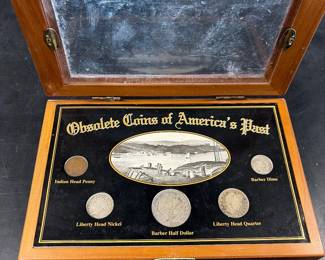 Obsolete Coins of America's Past
Indian Head Penny
Barber Dime
Liberty Head Nickel
Barber Half Dollar
Liberty Head Quarter